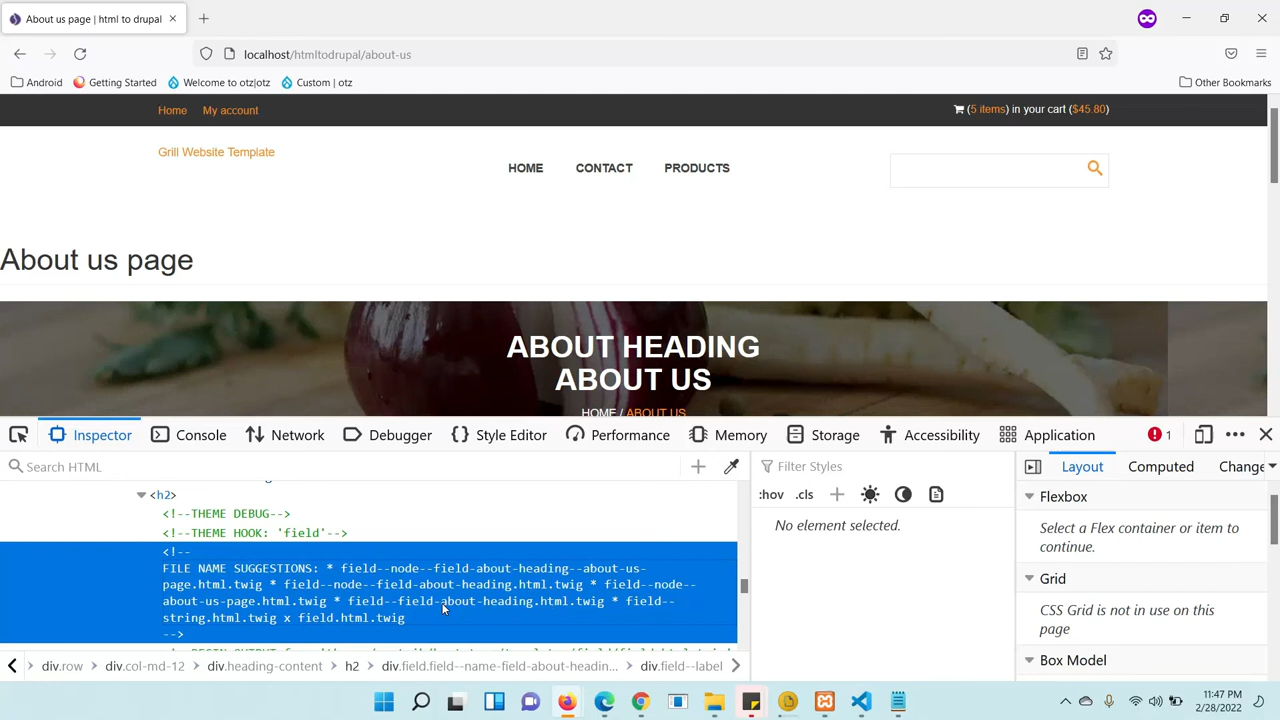 About us page | html to drupal
localhost/htmltodrupal/about-us
Android Getting Started Welcome to otz|otz Custom | otz Other Bookmarks
Home My account (5 items) in your cart ($45.80)
Grill Website Template
HOME CONTACT PRODUCTS
About us page
ABOUT HEADING
ABOUT US
HOME / ABOUT US
Inspector Console Network Debugger Style Editor Performance Memory Storage Accessibility Application 1
Search HTML
Filter Styles
Layout Computed Change
:hov .cls
<h2>
<!--THEME DEBUG-->
<!--THEME HOOK: 'field'-->
<!--
FILE NAME SUGGESTIONS: * field--node--field-about-heading--about-us-
page.html.twig * field--node--field-about-heading.html.twig * field--node--
about-us-page.html.twig * field--field-about-heading.html.twig * field--
string.html.twig x field.html.twig
-->
No element selected.
Flexbox
Select a Flex container or item to
continue.
Grid
CSS Grid is not in use on this
page
Box Model
div.row div.col-md-12 div.heading-content h2 div.field.field--name-field-about-headin... div.field--label
11:47 PM
2/28/2022